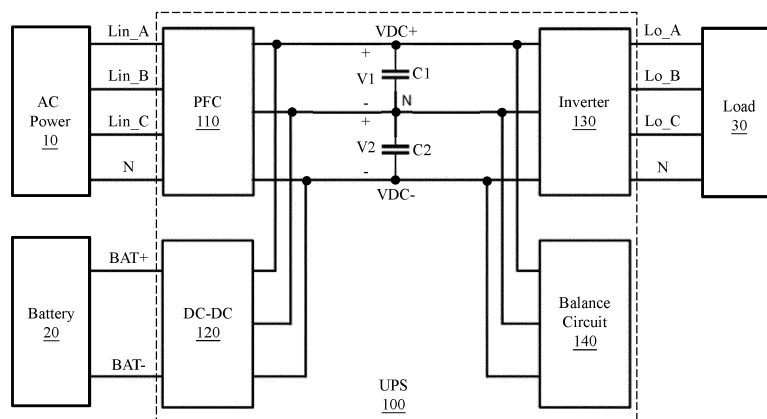 Lin_A
VDC+
Lo_A
+
Lin_B
V1
C1
Lo_B
AC
Power
10
PFC
110
-
N
Inverter
130
Load
30
Lin_C
+
Lo_C
V2
C2
N
-
VDC-
N
BAT+
Battery
20
DC-DC
120
Balance
Circuit
140
BAT-
UPS
100